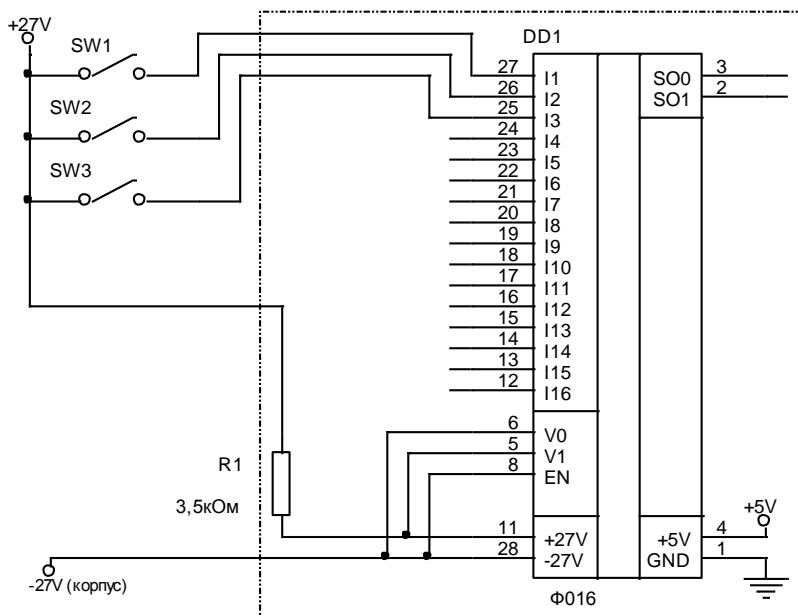 +27V
SW1
SW2
SW3
DD1
27 I1
26 I2
25 I3
24 I4
23 I5
22 I6
21 I7
20 I8
19 I9
18 I10
17 I11
16 I12
15 I13
14 I14
13 I15
12 I16
SO0 3
SO1 2
6 V0
5 V1
8 EN
R1
3,5кОм
11 +27V
28 -27V
+5V 4
GND 1
+5V
-27V (корпус)
Ф016